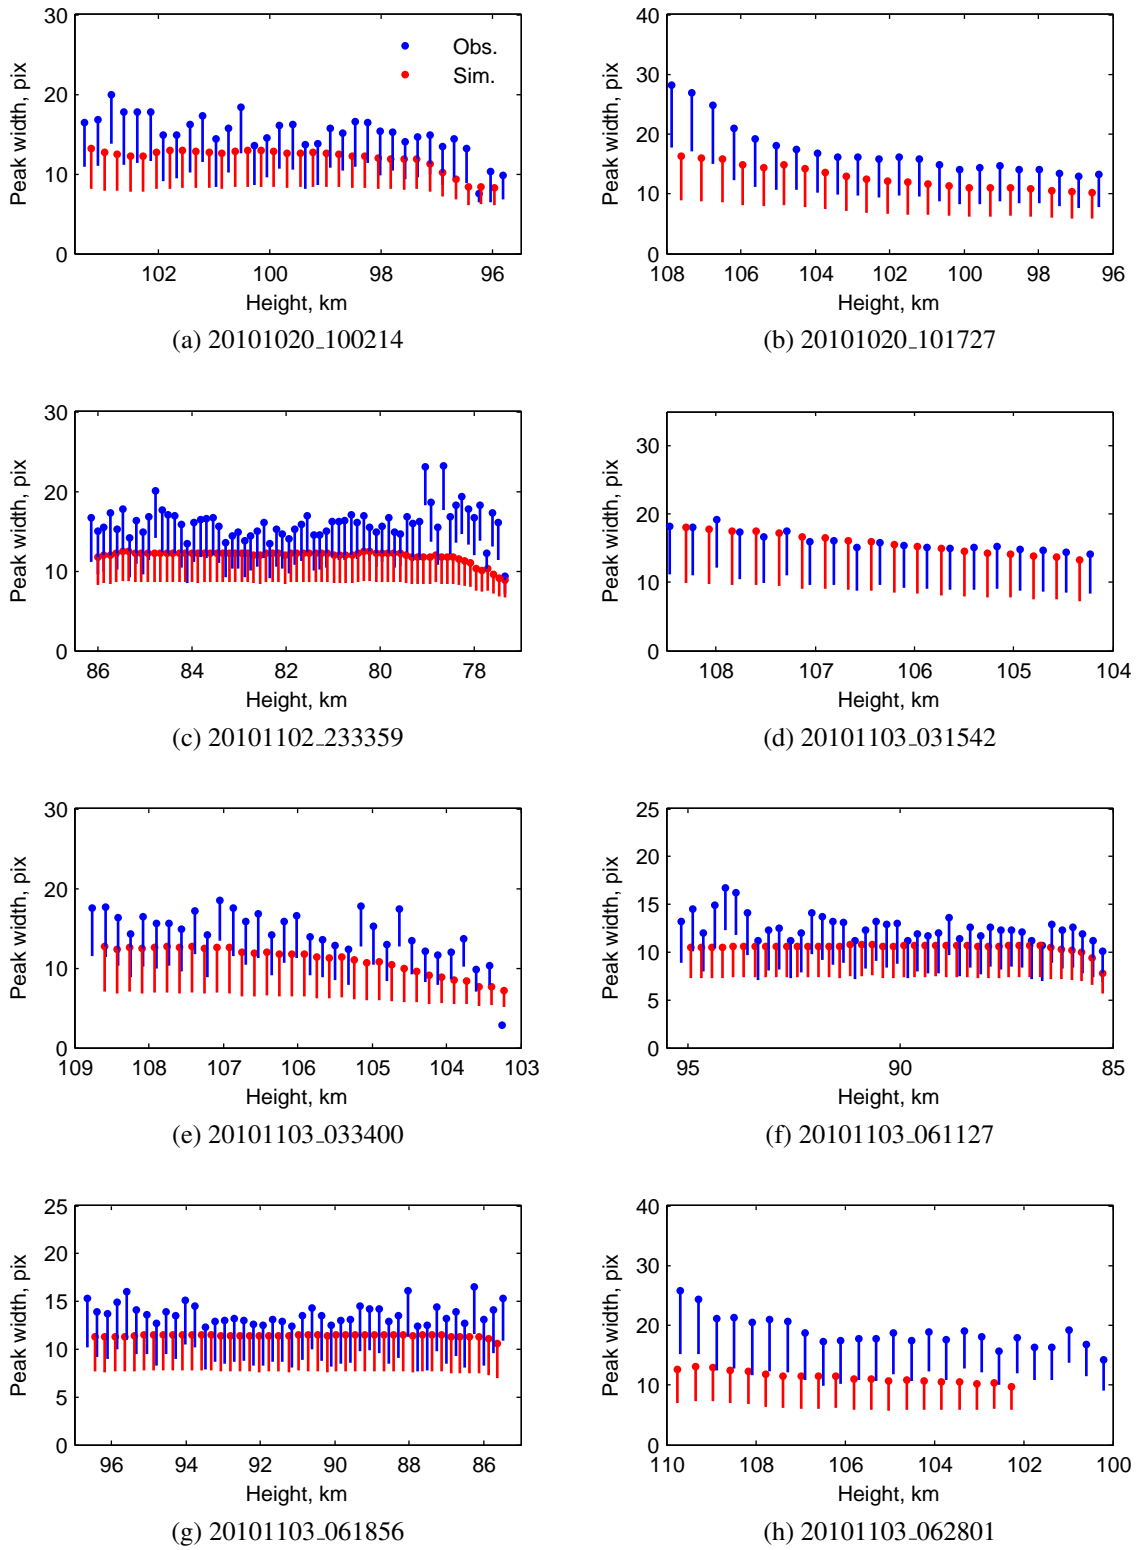 30
20
10
0
Peak width, pix
Obs.
Sim.
102 100 98 96
Height, km
(a) 20101020_100214
40
30
20
10
0
Peak width, pix
108 106 104 102 100 98 96
Height, km
(b) 20101020_101727
30
20
10
0
Peak width, pix
86 84 82 80 78
Height, km
(c) 20101102_233359
30
20
10
0
Peak width, pix
108 107 106 105 104
Height, km
(d) 20101103_031542
30
20
10
0
Peak width, pix
109 108 107 106 105 104 103
Height, km
(e) 20101103_033400
25
20
15
10
5
0
Peak width, pix
95 90 85
Height, km
(f) 20101103_061127
25
20
15
10
5
0
Peak width, pix
96 94 92 90 88 86
Height, km
(g) 20101103_061856
40
30
20
10
0
Peak width, pix
110 108 106 104 102 100
Height, km
(h) 20101103_062801